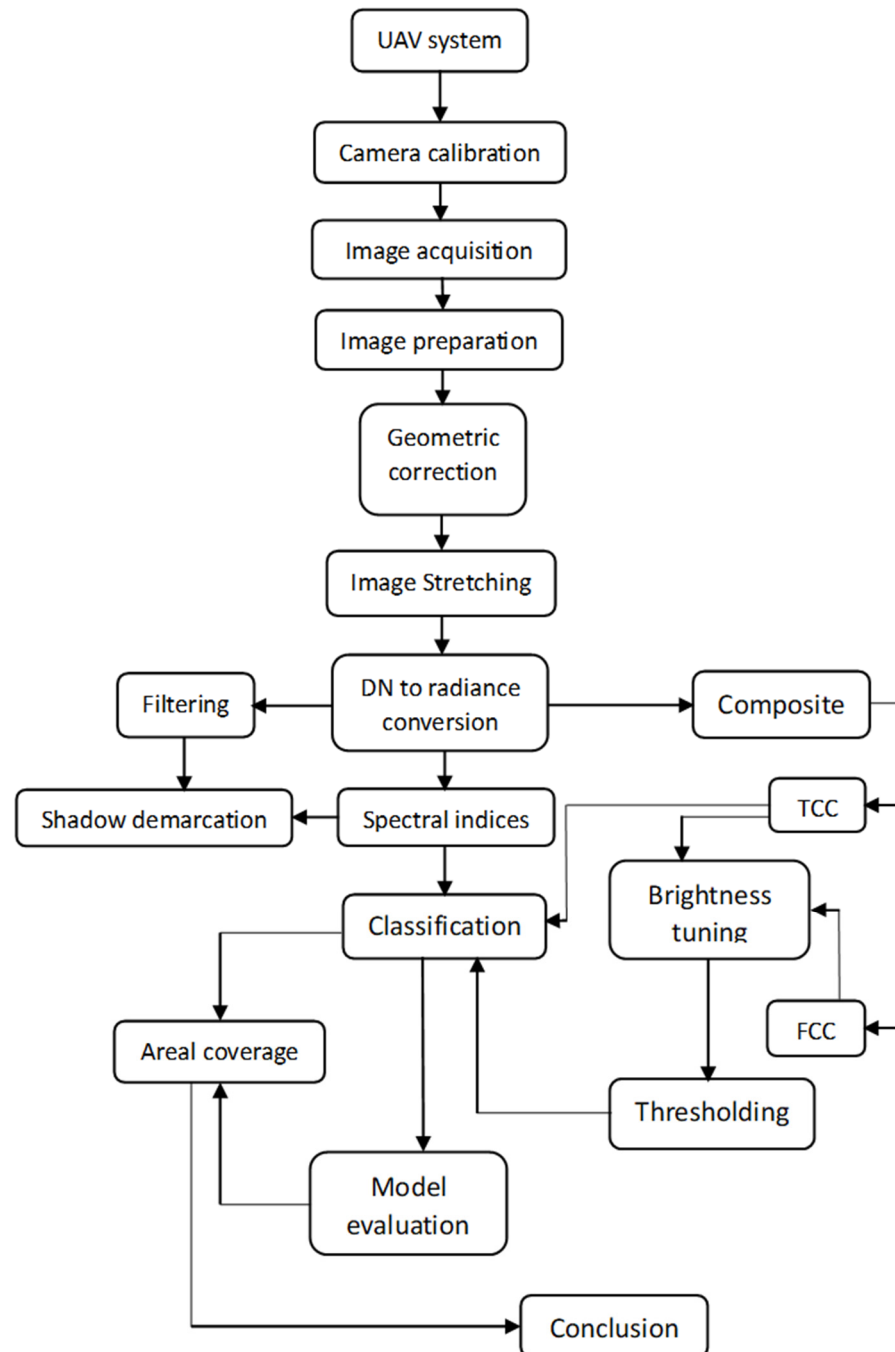 UAV system
Camera calibration
Image acquisition
Image preparation
Geometric
correction
Image Stretching
DN to radiance
conversion
Filtering
Composite
Shadow demarcation
Spectral indices
TCC
Brightness
tuning
Classification
FCC
Areal coverage
Thresholding
Model
evaluation
Conclusion